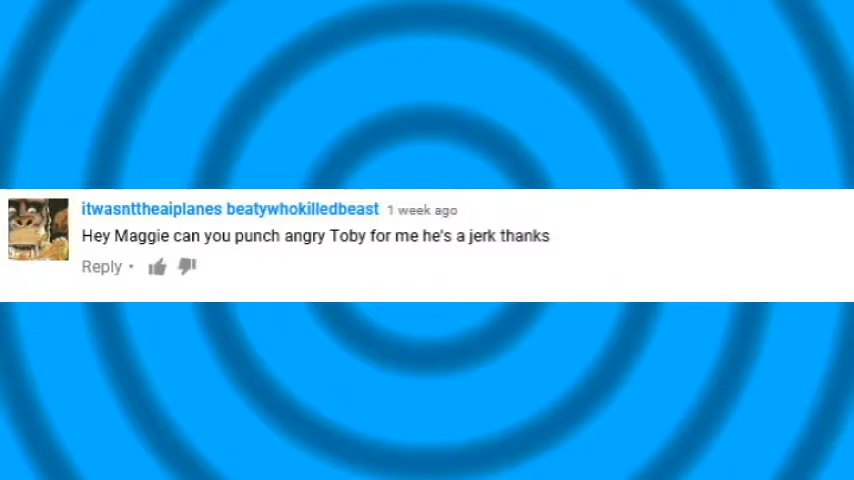 itwasnttheaiplanes beatywhokilledbeast 1 week ago
Hey Maggie can you punch angry Toby for me he's a jerk thanks
Reply •